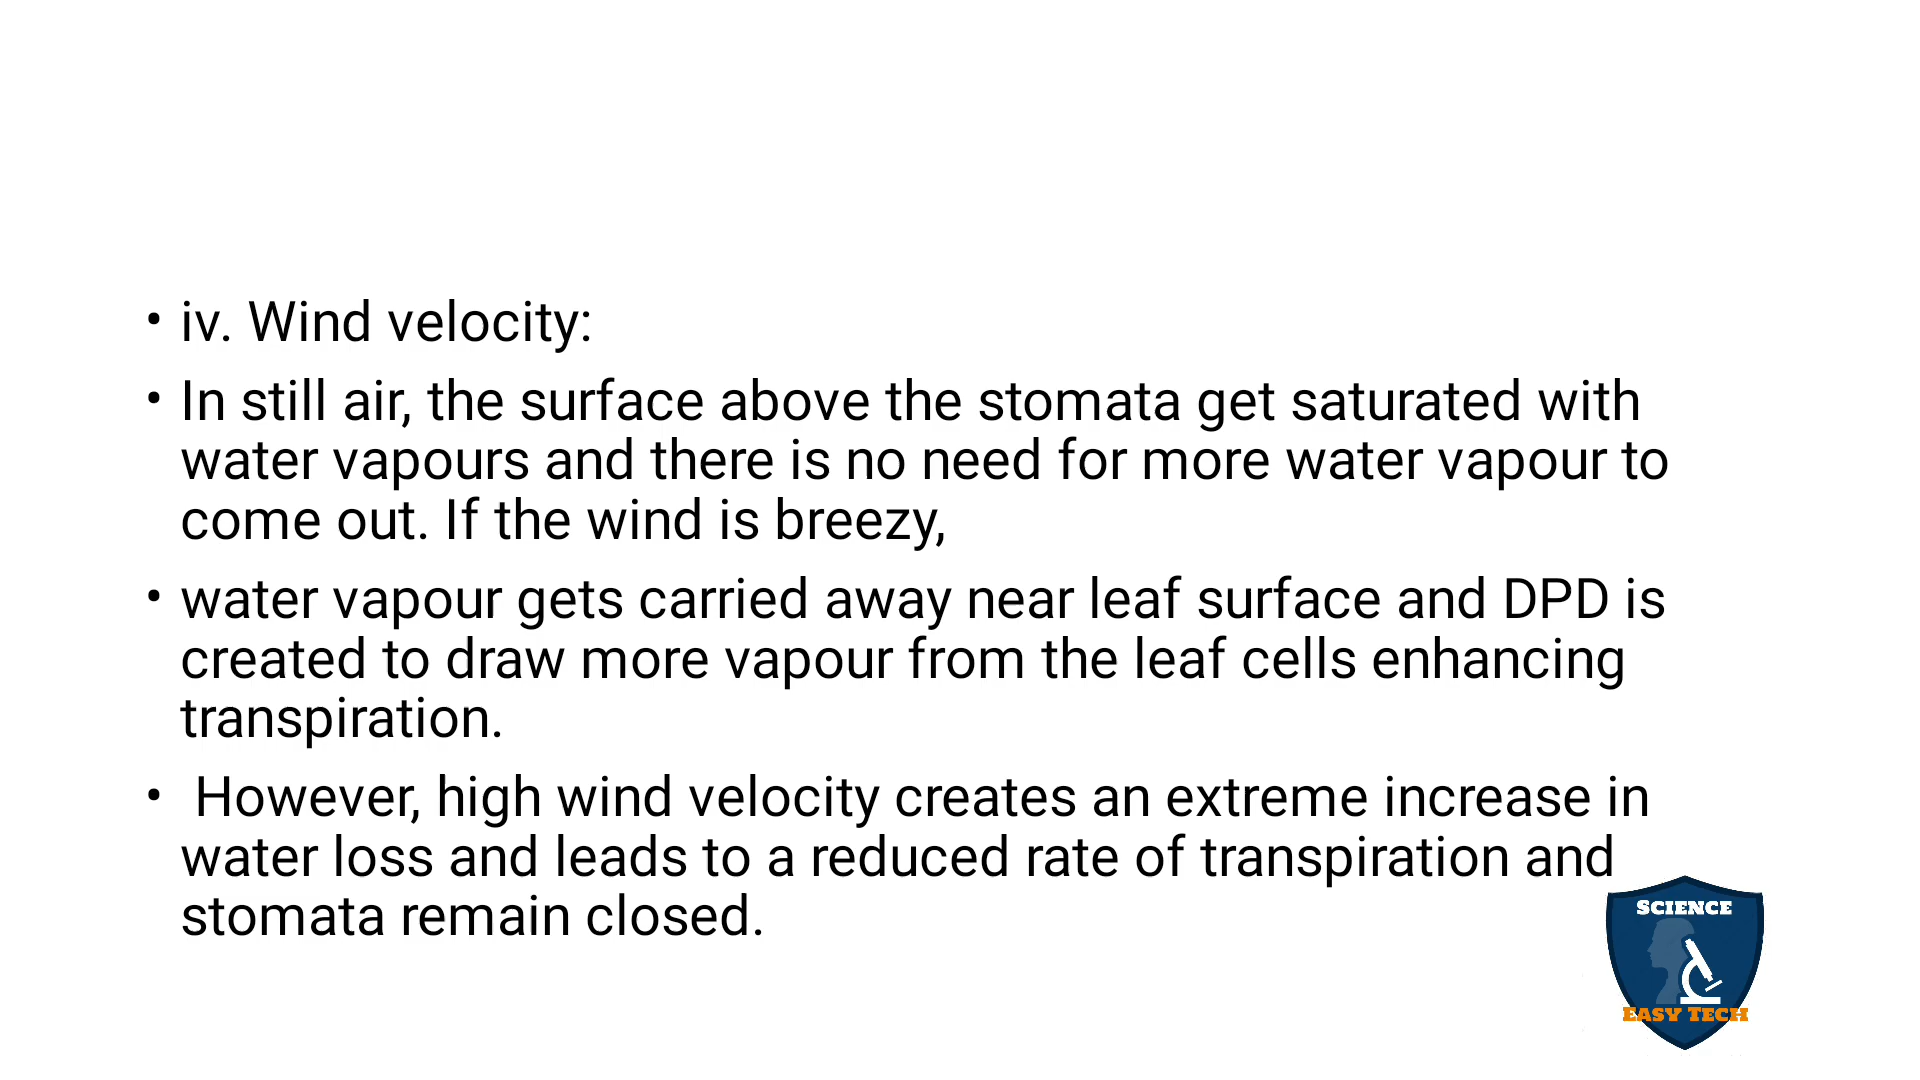 • iv. Wind velocity:
• In still air, the surface above the stomata get saturated with
water vapours and there is no need for more water vapour to
come out. If the wind is breezy,
• water vapour gets carried away near leaf surface and DPD is
created to draw more vapour from the leaf cells enhancing
transpiration.
• However, high wind velocity creates an extreme increase in
water loss and leads to a reduced rate of transpiration and
stomata remain closed.
SCIENCE
EASY TECH